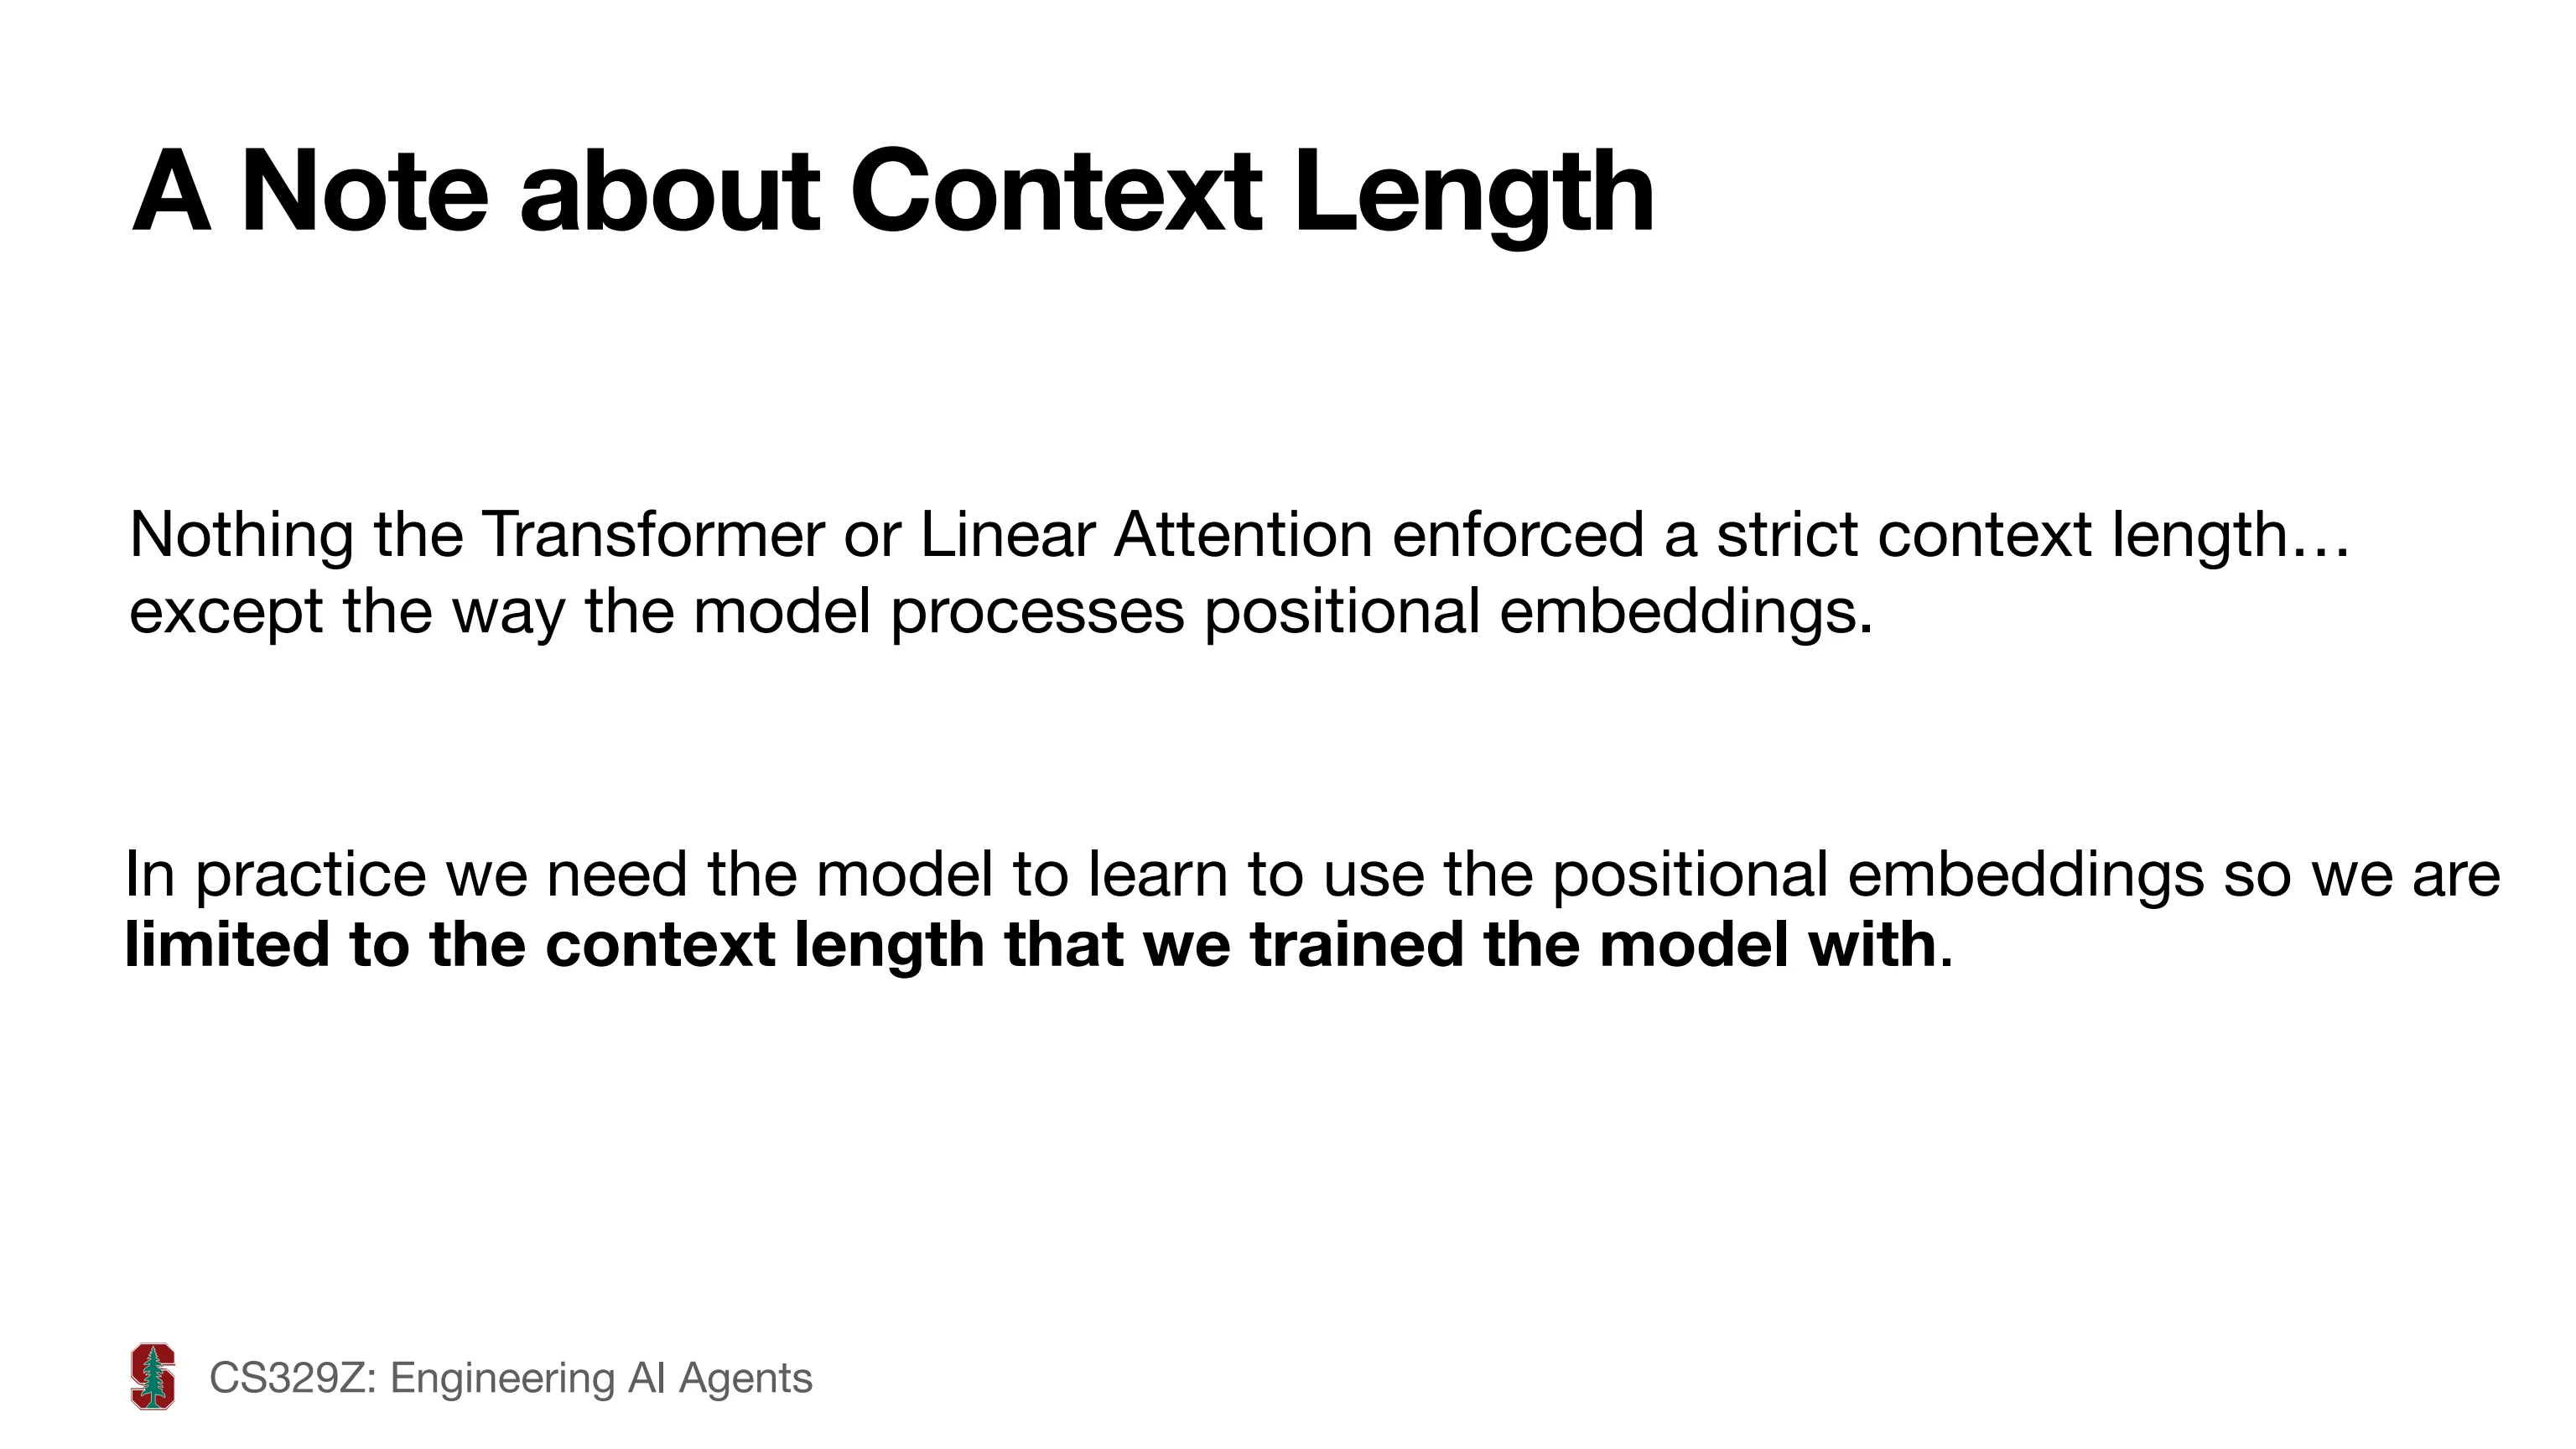 A Note about Context Length
Nothing the Transformer or Linear Attention enforced a strict context length…
except the way the model processes positional embeddings.
In practice we need the model to learn to use the positional embeddings so we are
limited to the context length that we trained the model with.
CS329Z: Engineering AI Agents